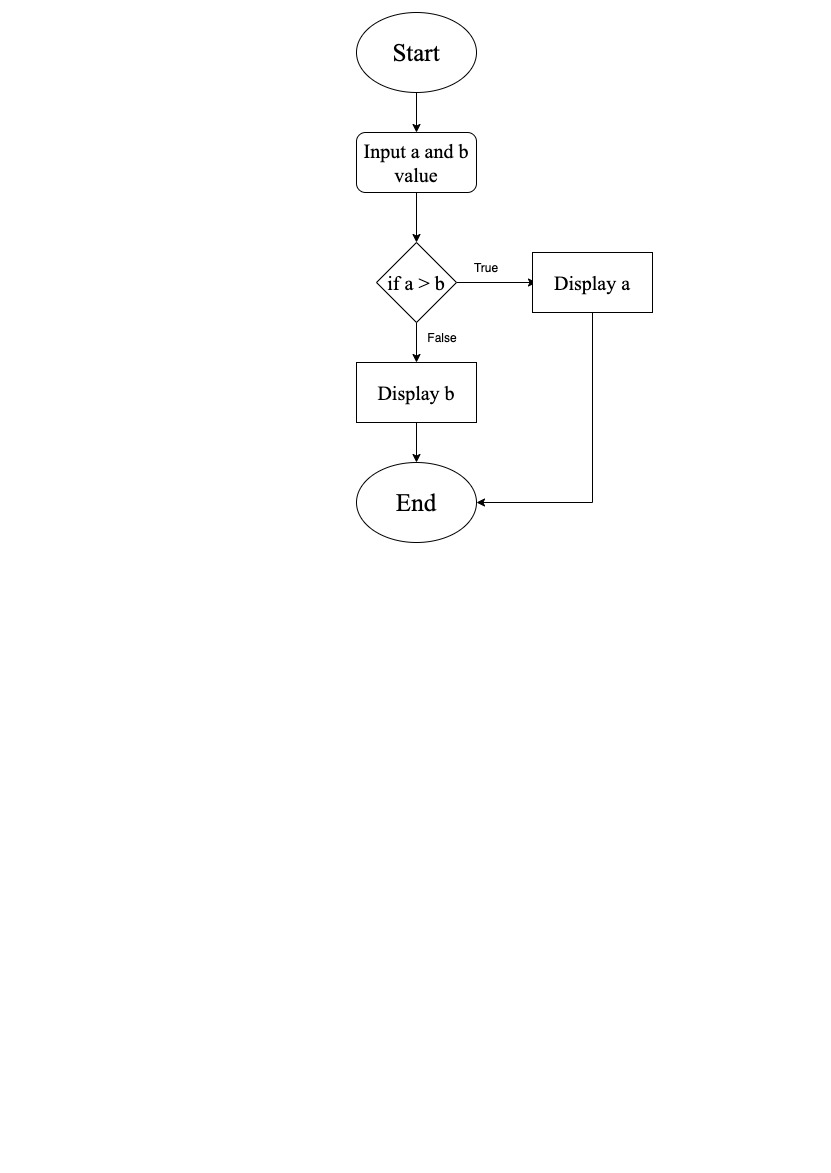 Start
Input a and b
value
if a > b
True
Display a
False
Display b
End